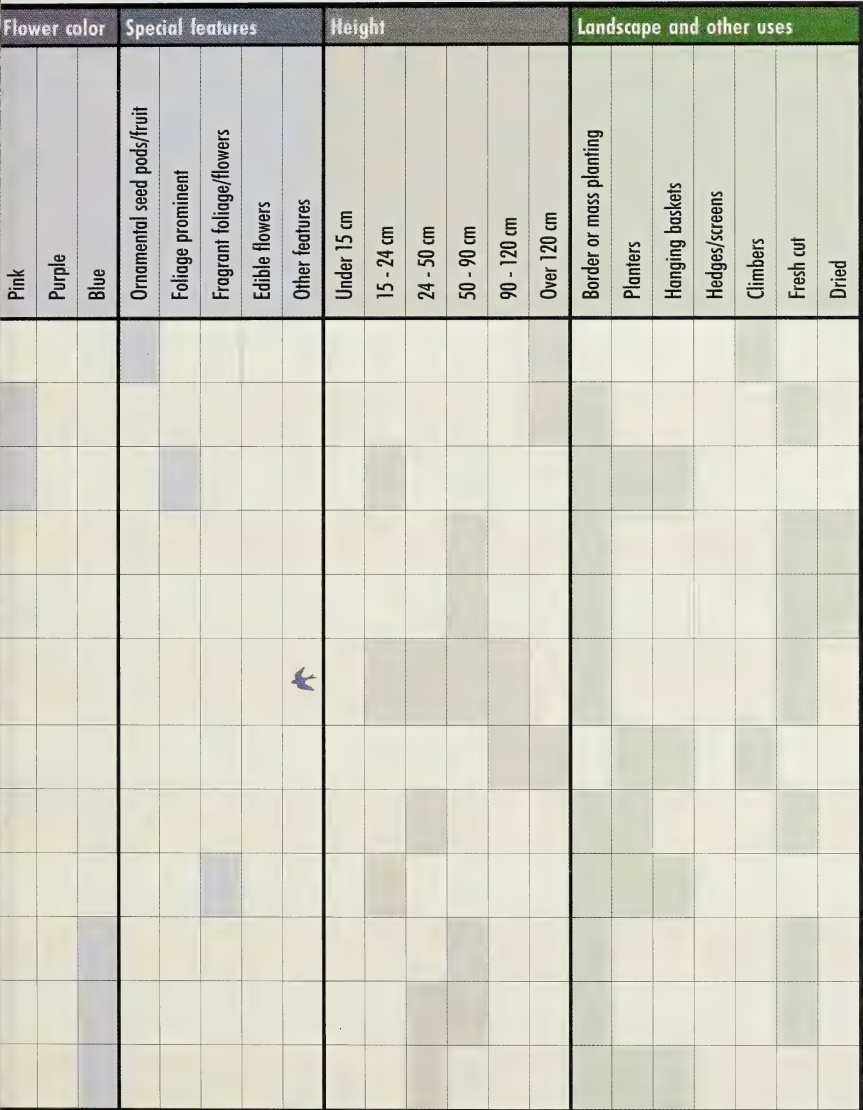 Flower color
Special features
Height
Landscape and other uses
Pink
Purple
Blue
Ornamental seed pods/fruit
Foliage prominent
Fragrant foliage/flowers
Edible flowers
Other features
Under 15 cm
15 - 24 cm
24 - 50 cm
50 - 90 cm
90 - 120 cm
Over 120 cm
Border or mass planting
Planters
Hanging baskets
Hedges/screens
Climbers
Fresh cut
Dried